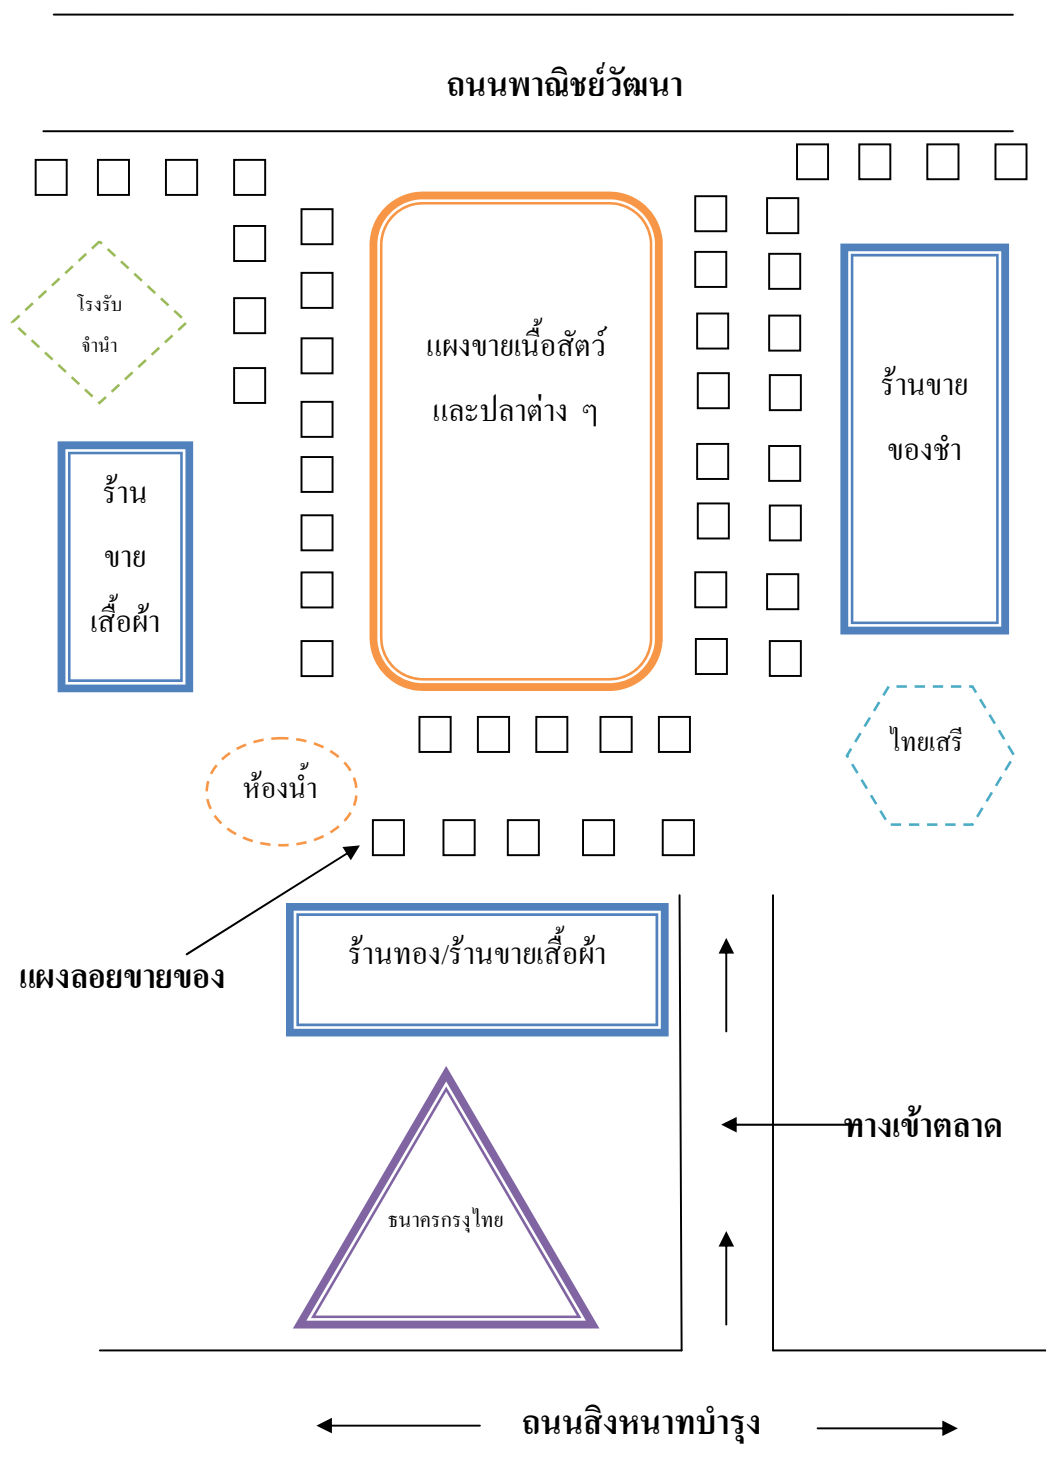 ถนนพาณิชย์วัฒนา
โรงรับ
จำนำ
แผงขายเนื้อสัตว์
และปลาต่าง ๆ
ร้านขาย
ของชำ
ร้าน
ขาย
เสื้อผ้า
ไทยเสรี
ห้องน้ำ
ร้านทอง/ร้านขายเสื้อผ้า
แผงลอยขายของ
ทางเข้าตลาด
ธนาครกรงุไทย
ถนนสิงหนาทบำรุง